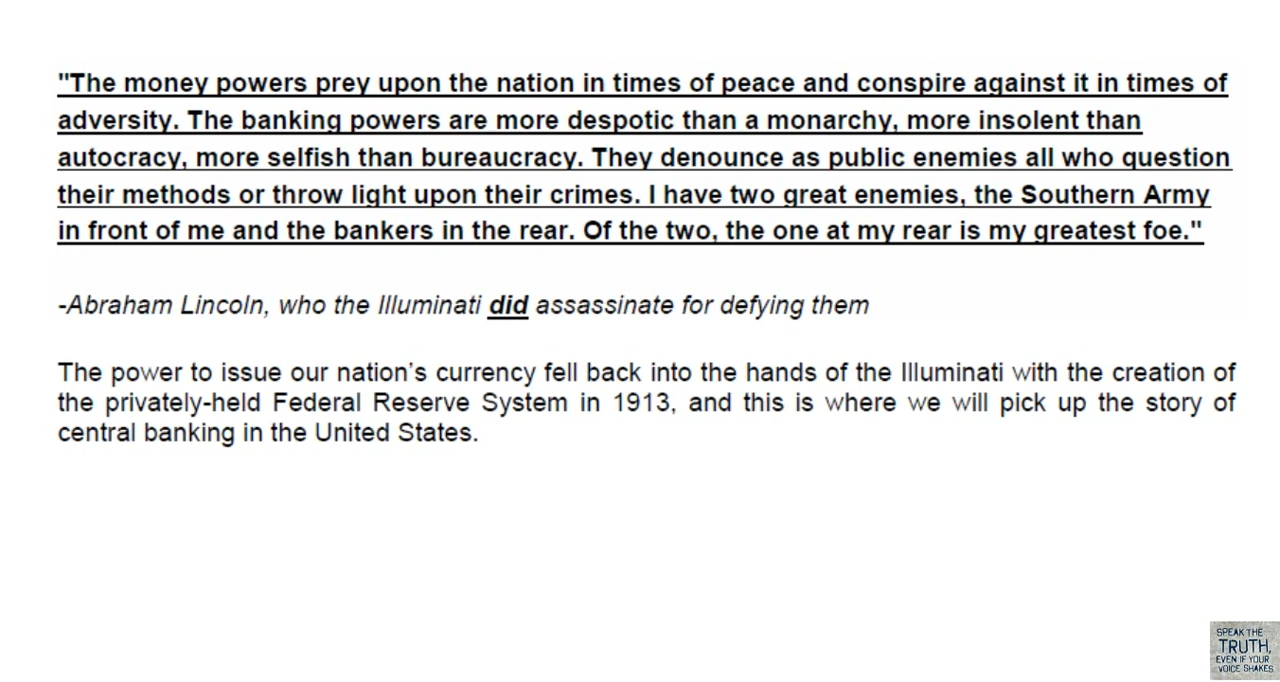 "The money powers prey upon the nation in times of peace and conspire against it in times of
adversity. The banking powers are more despotic than a monarchy, more insolent than
autocracy, more selfish than bureaucracy. They denounce as public enemies all who question
their methods or throw light upon their crimes. I have two great enemies, the Southern Army
in front of me and the bankers in the rear. Of the two, the one at my rear is my greatest foe."
-Abraham Lincoln, who the Illuminati did assassinate for defying them
The power to issue our nation’s currency fell back into the hands of the Illuminati with the creation of
the privately-held Federal Reserve System in 1913, and this is where we will pick up the story of
central banking in the United States.
SPEAK THE
TRUTH,
EVEN IF YOUR
VOICE SHAKES